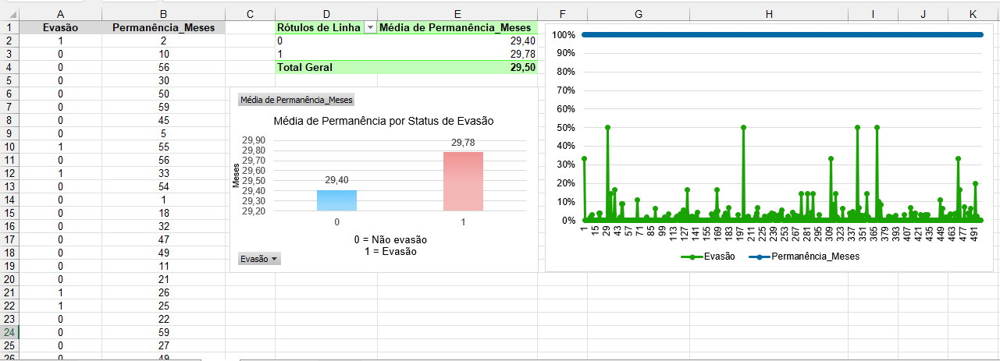 A B C D E F G H I J K
1 Evasão Permanência_Meses Rótulos de Linha Média de Permanência_Meses
2 1 2 0 29,40
3 0 10 1 29,78
4 0 56 Total Geral 29,50
5 0 30
6 0 50
7 0 59
8 0 45
9 0 5
10 1 55
11 0 56
12 1 33
13 0 54
14 0 1
15 0 18
16 0 32
17 0 47
18 0 49
19 0 11
20 0 21
21 1 26
22 1 25
23 0 22
24 0 59
25 0 27
26 0 49
Média de Permanência_Meses
Média de Permanência por Status de Evasão
29,90
29,80
29,70
29,60
29,50
29,40
29,30
29,20
Meses
29,40
29,78
0 1
0 = Não evasão
1 = Evasão
Evasão
100%
90%
80%
70%
60%
50%
40%
30%
20%
10%
0%
1 15 29 43 57 71 85 99 113 127 141 155 169 183 197 211 225 239 253 267 281 295 309 323 337 351 365 379 393 407 421 435 449 463 477 491
Evasão Permanência_Meses